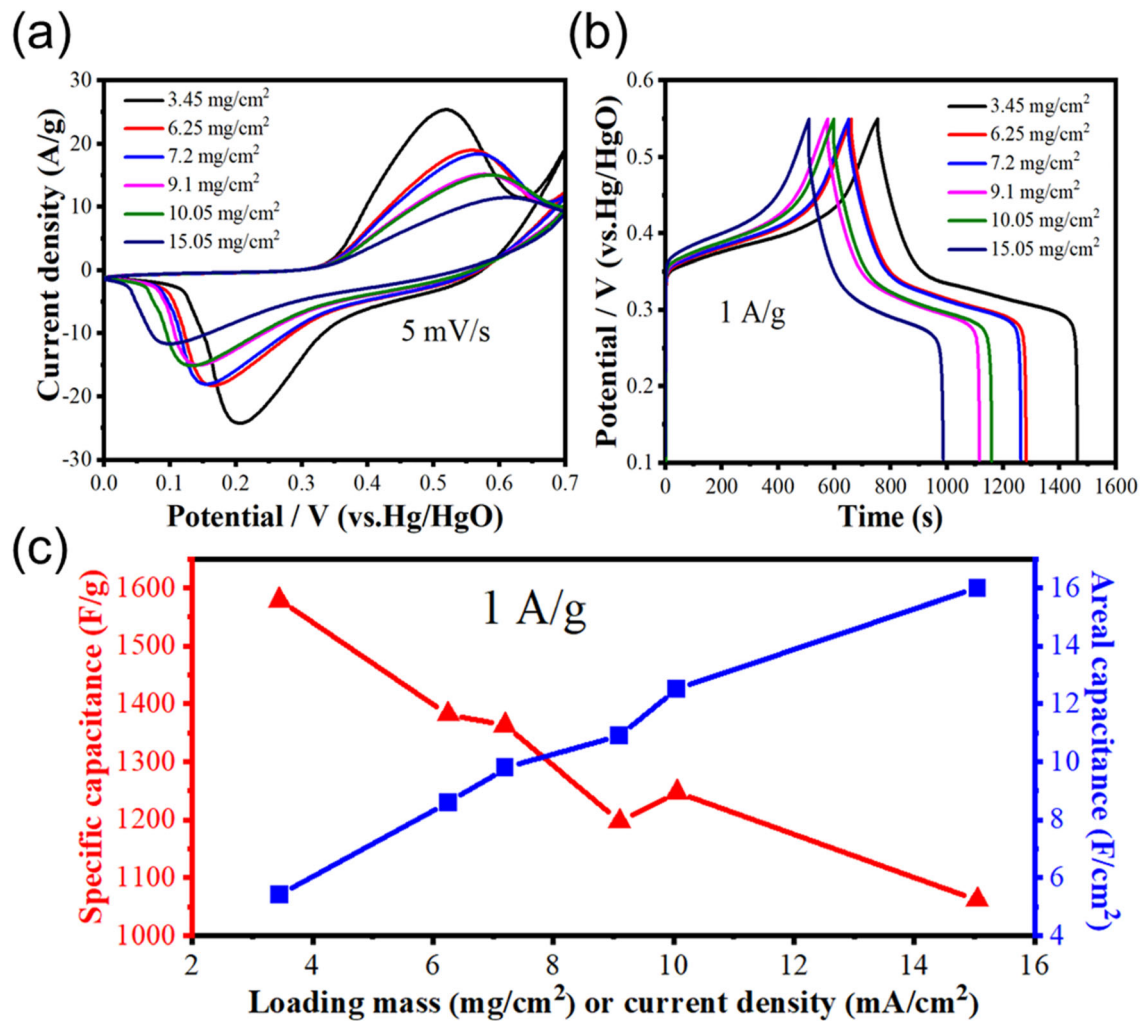 (a)
Current density (A/g)
30
20
10
0
-10
-20
-30
3.45 mg/cm²
6.25 mg/cm²
7.2 mg/cm²
9.1 mg/cm²
10.05 mg/cm²
15.05 mg/cm²
5 mV/s
0.0 0.1 0.2 0.3 0.4 0.5 0.6 0.7
Potential / V (vs.Hg/HgO)
(b)
Potential / V (vs.Hg/HgO)
0.6
0.5
0.4
0.3
0.2
0.1
3.45 mg/cm²
6.25 mg/cm²
7.2 mg/cm²
9.1 mg/cm²
10.05 mg/cm²
15.05 mg/cm²
1 A/g
0 200 400 600 800 1000 1200 1400 1600
Time (s)
(c)
Specific capacitance (F/g)
1600
1500
1400
1300
1200
1100
1000
1 A/g
16
14
12
10
8
6
4
Areal capacitance (F/cm²)
2 4 6 8 10 12 14 16
Loading mass (mg/cm²) or current density (mA/cm²)